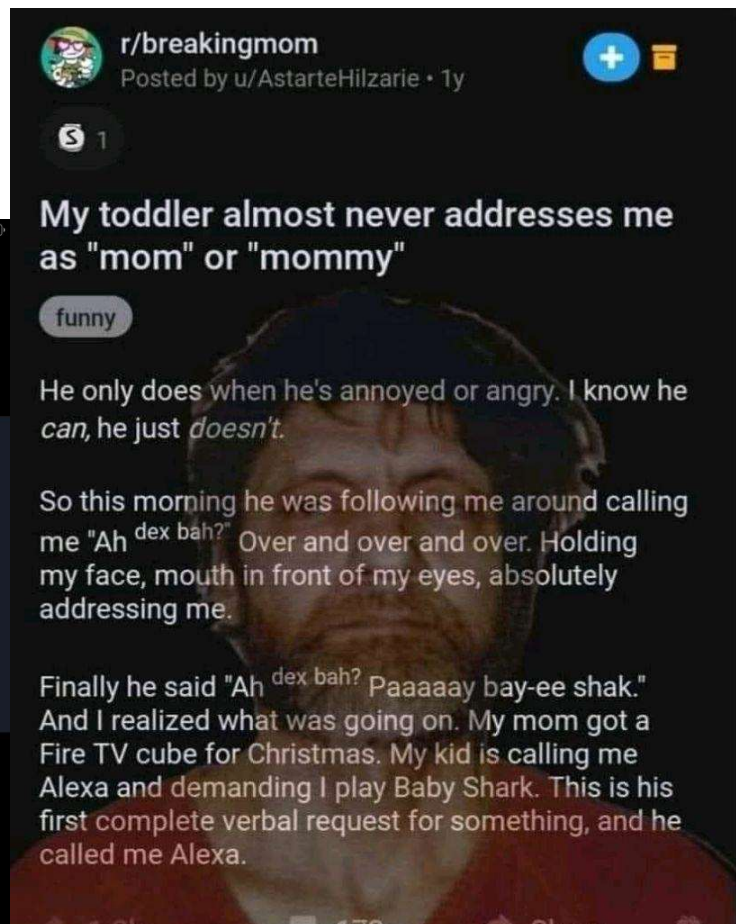 r/breakingmom
Posted by u/AstarteHilzarie • 1y
S 1
My toddler almost never addresses me
as "mom" or "mommy"
funny
He only does when he's annoyed or angry. I know he
can, he just doesn't.
So this morning he was following me around calling
me "Ah dex bah?" Over and over and over. Holding
my face, mouth in front of my eyes, absolutely
addressing me.
Finally he said "Ah dex bah? Paaaaay bay-ee shak."
And I realized what was going on. My mom got a
Fire TV cube for Christmas. My kid is calling me
Alexa and demanding I play Baby Shark. This is his
first complete verbal request for something, and he
called me Alexa.